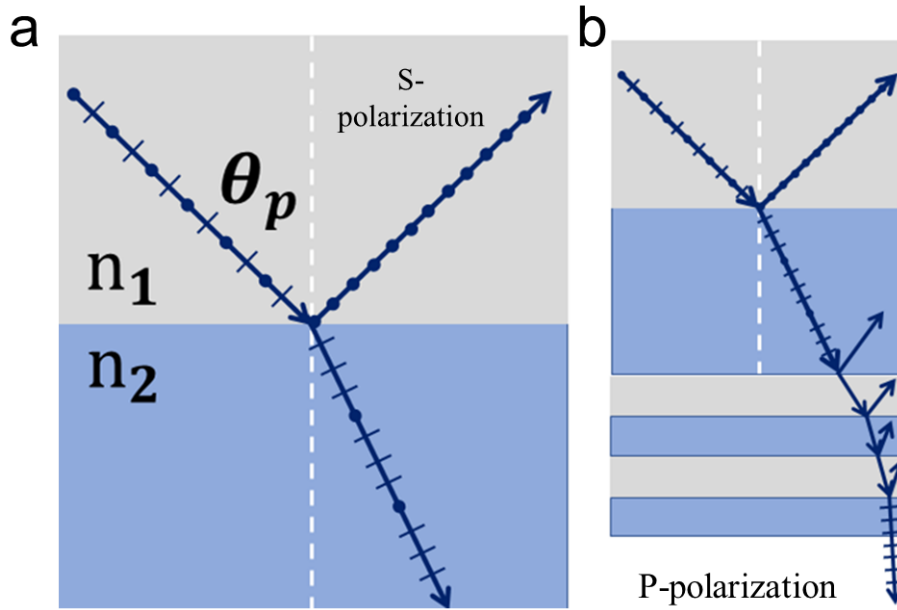 a
S-
polarization
θp
n1
n2
b
P-polarization